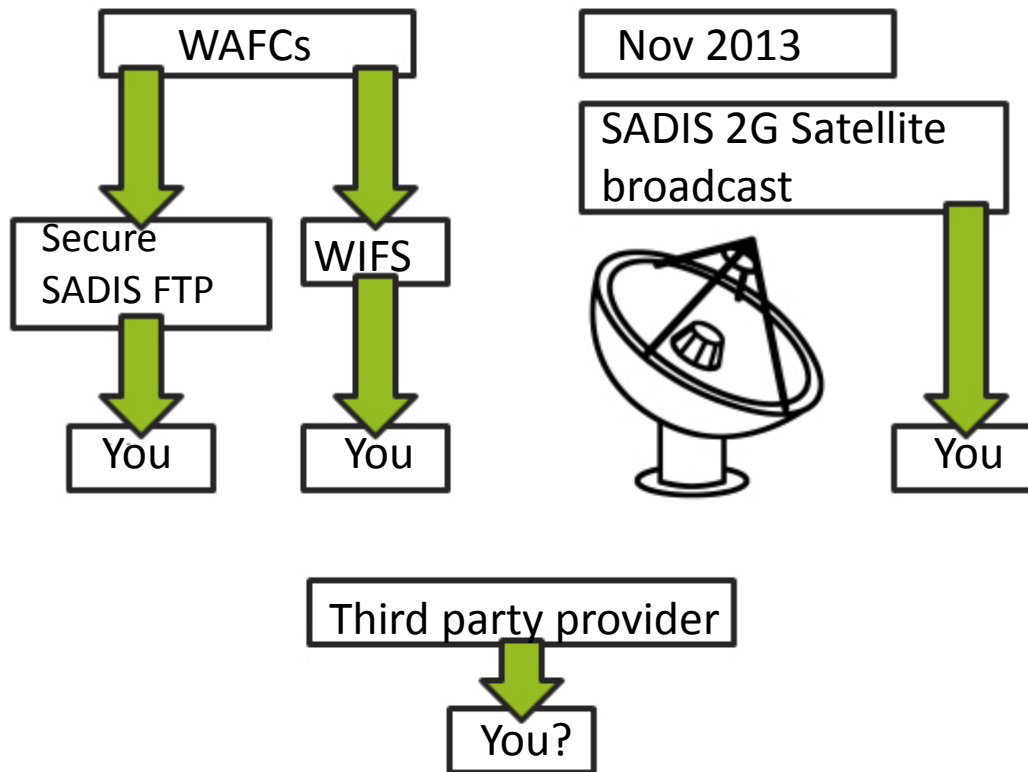 WAFCs
Nov 2013
SADIS 2G Satellite
broadcast
Secure
SADIS FTP
WIFS
You
You
You
Third party provider
You?